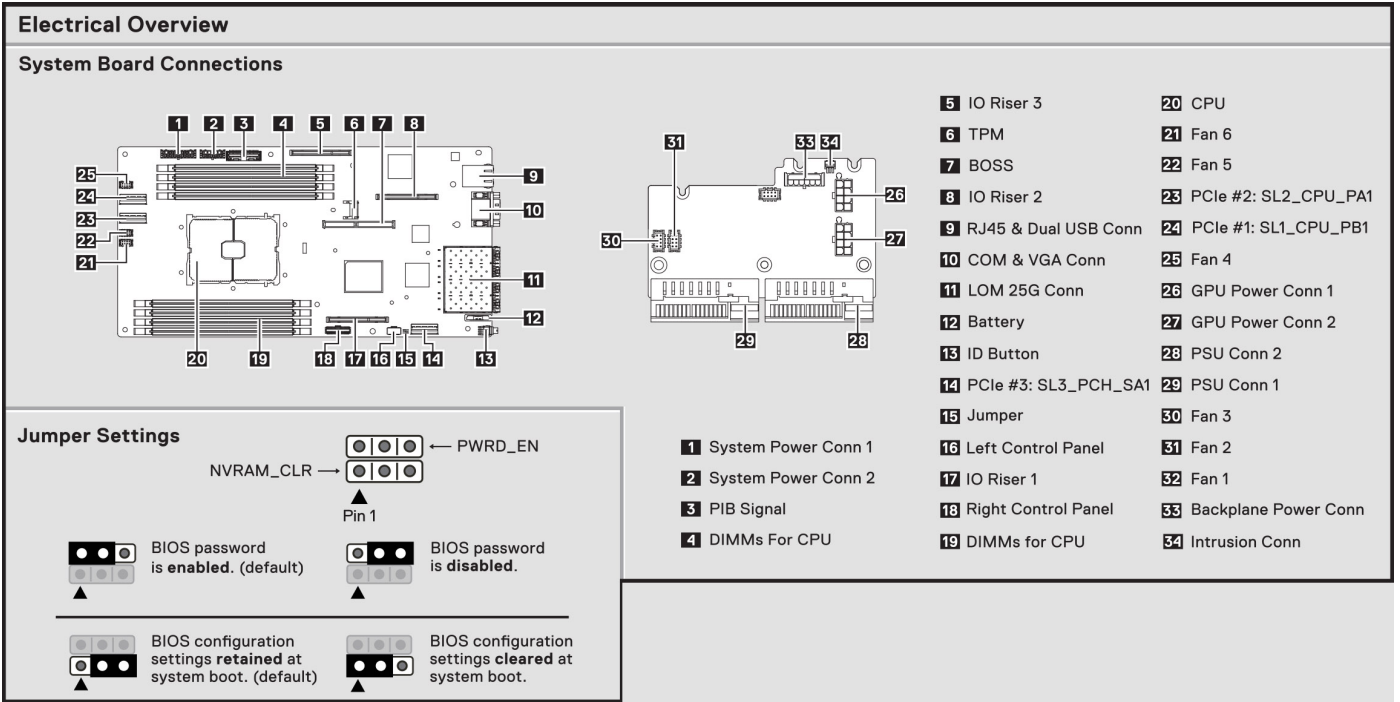 Electrical Overview
System Board Connections
1 2 3 4 5 6 7 8
25
24
23
22
21
9
10
11
12
20 19 18 17 16 15 14 13
31
33 34
26
30
27
29
28
1 System Power Conn 1
2 System Power Conn 2
3 PIB Signal
4 DIMMs For CPU
5 IO Riser 3
6 TPM
7 BOSS
8 IO Riser 2
9 RJ45 & Dual USB Conn
10 COM & VGA Conn
11 LOM 25G Conn
12 Battery
13 ID Button
14 PCIe #3: SL3_PCH_SA1
15 Jumper
16 Left Control Panel
17 IO Riser 1
18 Right Control Panel
19 DIMMs for CPU
20 CPU
21 Fan 6
22 Fan 5
23 PCIe #2: SL2_CPU_PA1
24 PCIe #1: SL1_CPU_PB1
25 Fan 4
26 GPU Power Conn 1
27 GPU Power Conn 2
28 PSU Conn 2
29 PSU Conn 1
30 Fan 3
31 Fan 2
32 Fan 1
33 Backplane Power Conn
34 Intrusion Conn
Jumper Settings
PWRD_EN
NVRAM_CLR
Pin 1
BIOS password
is enabled. (default)
BIOS password
is disabled.
BIOS configuration
settings retained at
system boot. (default)
BIOS configuration
settings cleared at
system boot.